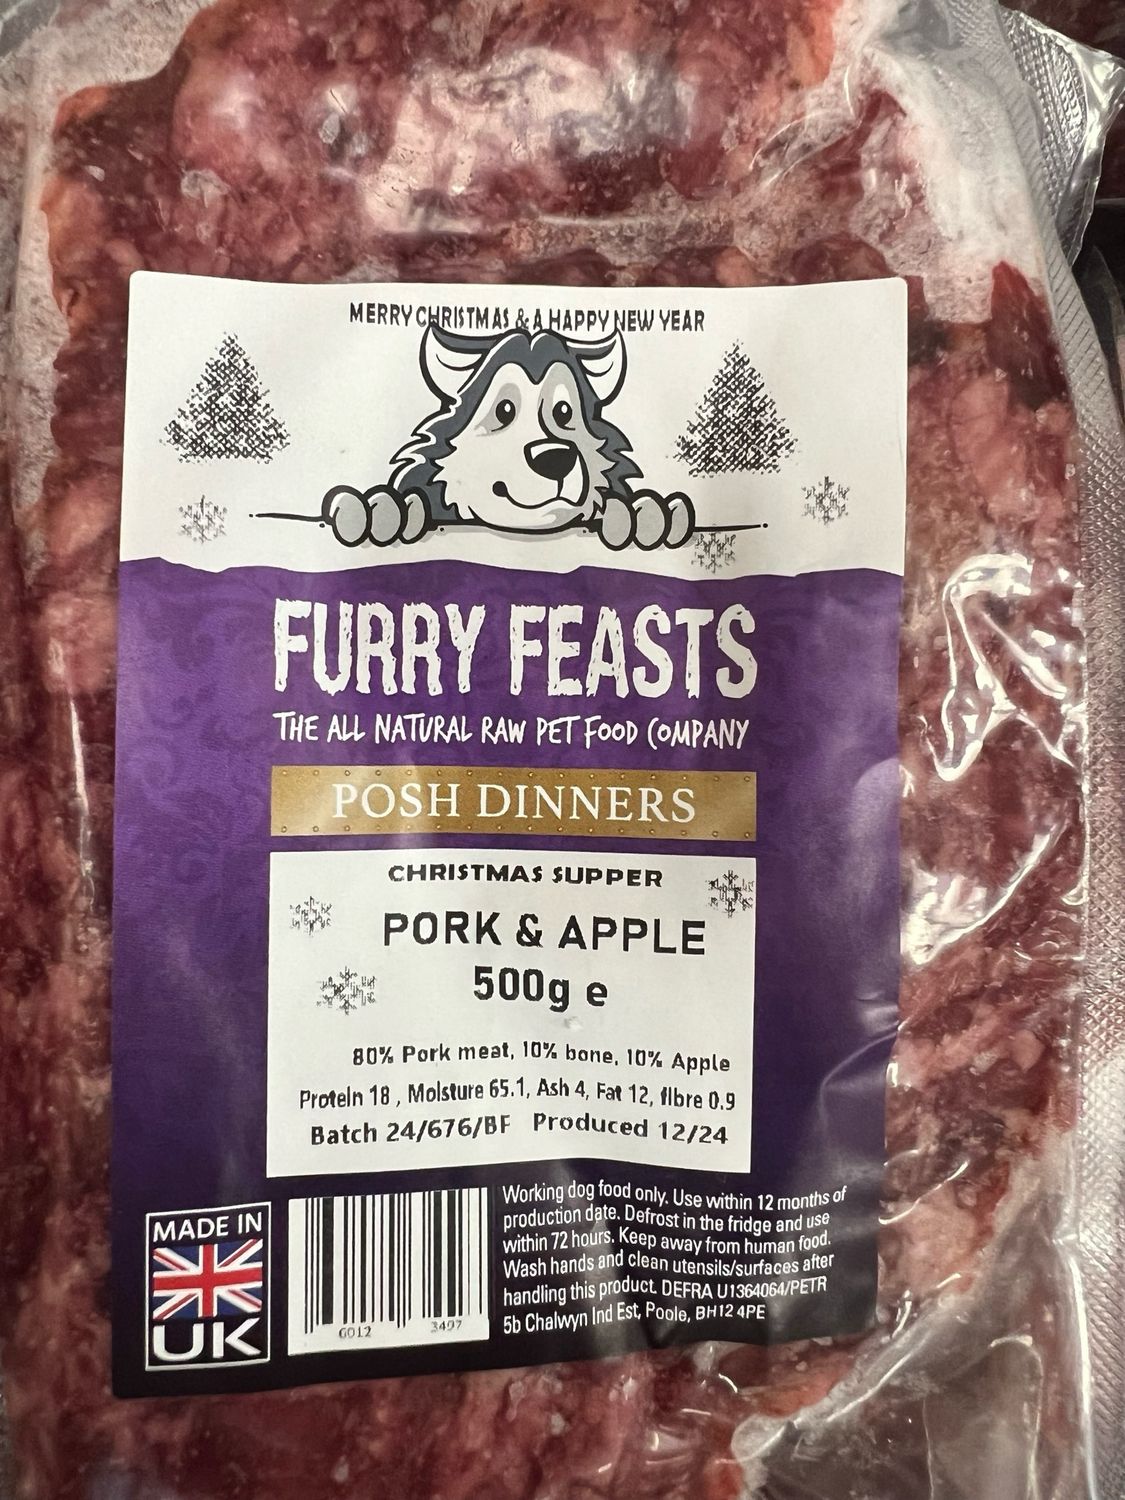 MERRY CHRISTMAS & A HAPPY NEW YEAR
FURRY FEASTS
THE ALL NATURAL RAW PET FOOD COMPANY
POSH DINNERS
CHRISTMAS SUPPER
PORK & APPLE
500g e
80% Pork meat, 10% bone, 10% Apple
Protein 18 , Moisture 65.1, Ash 4, Fat 12, fibre 0.9
Batch 24/676/BF Produced 12/24
MADE IN
UK
G012 3497
Working dog food only. Use within 12 months of
production date. Defrost in the fridge and use
within 72 hours. Keep away from human food.
Wash hands and clean utensils/surfaces after
handling this product. DEFRA U1364064/PETR
5b Chalwyn Ind Est, Poole, BH12 4PE